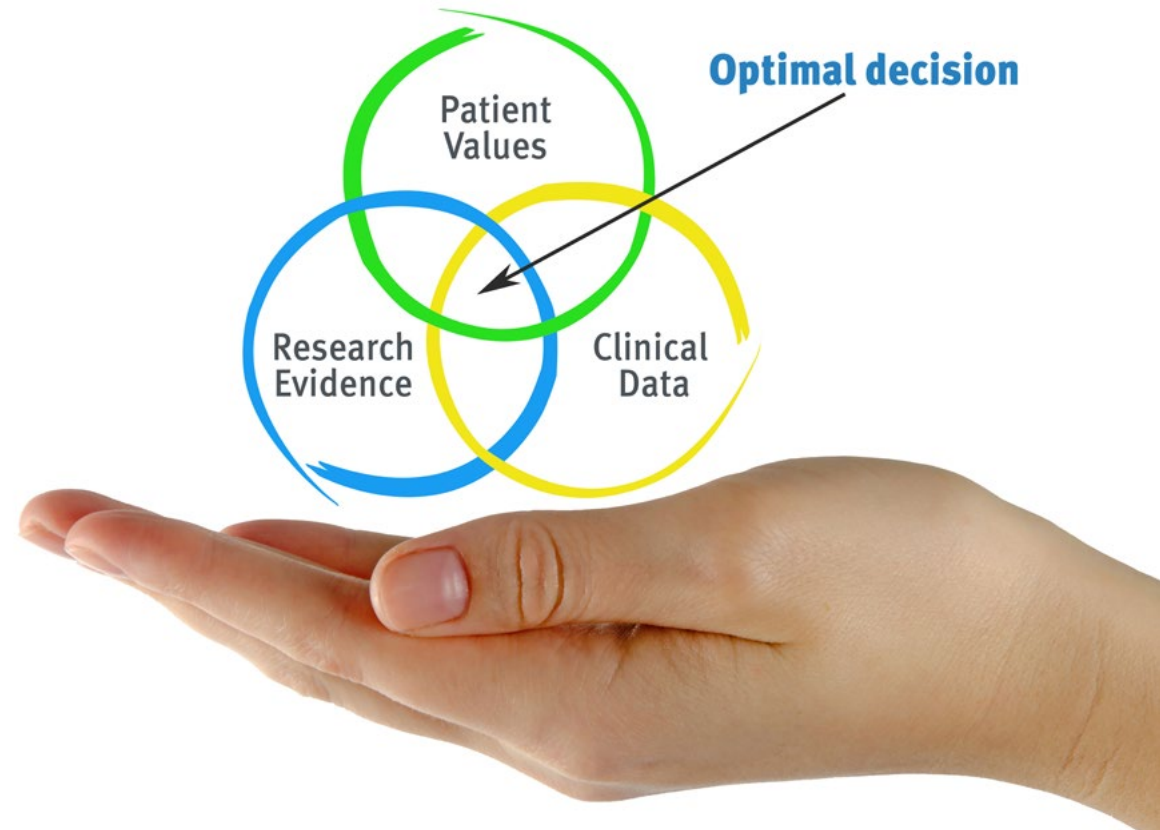 Optimal decision
Patient
Values
Research
Evidence
Clinical
Data